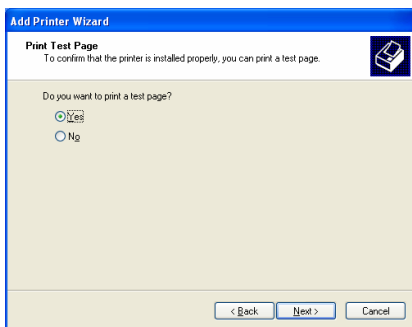 Add Printer Wizard
Print Test Page
To confirm that the printer is installed properly, you can print a test page.
Do you want to print a test page?
Yes
No
< Back
Next >
Cancel